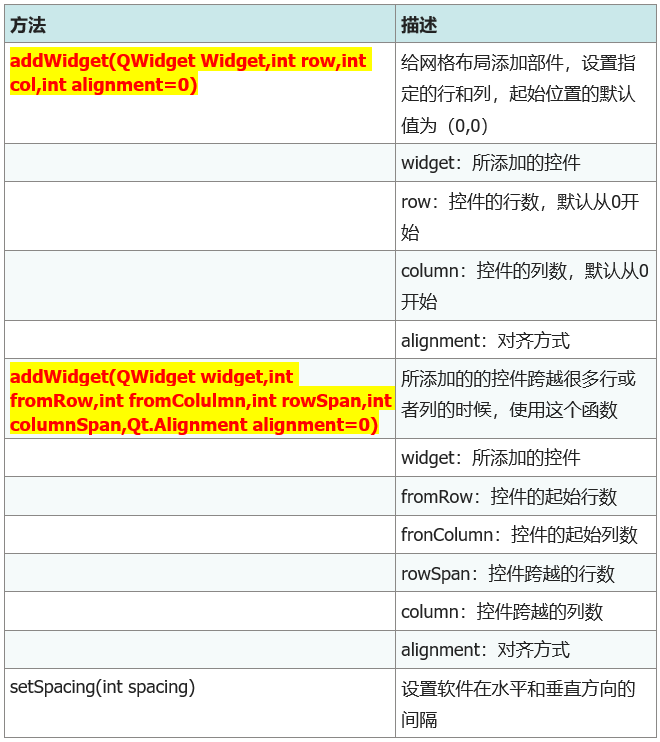 方法 描述
addWidget(QWidget Widget,int row,int
col,int alignment=0)
给网格布局添加部件，设置指
定的行和列，起始位置的默认
值为（0,0）
widget：所添加的控件
row：控件的行数，默认从0开
始
column：控件的列数，默认从0
开始
alignment：对齐方式
addWidget(QWidget widget,int
fromRow,int fromColulmn,int rowSpan,int
columnSpan,Qt.Alignment alignment=0)
所添加的的控件跨越很多行或
者列的时候，使用这个函数
widget：所添加的控件
fromRow：控件的起始行数
fronColumn：控件的起始列数
rowSpan：控件跨越的行数
column：控件跨越的列数
alignment：对齐方式
setSpacing(int spacing)
设置软件在水平和垂直方向的
间隔